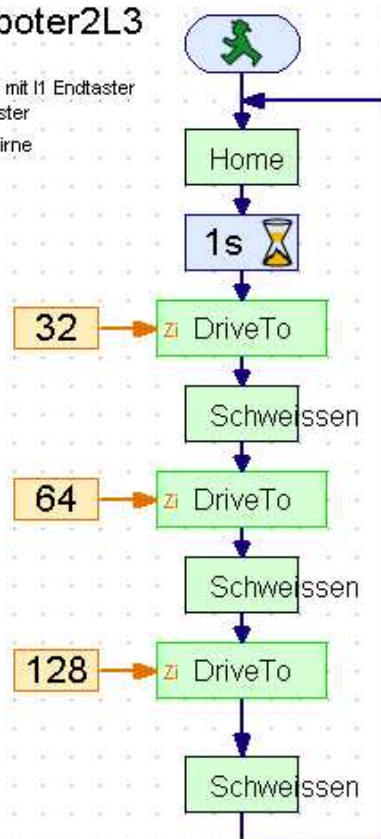 boter2L3
mit I1 Endtaster
ster
irne
Home
1s
32
Zi DriveTo
Schweissen
64
Zi DriveTo
Schweissen
128
Zi DriveTo
Schweissen